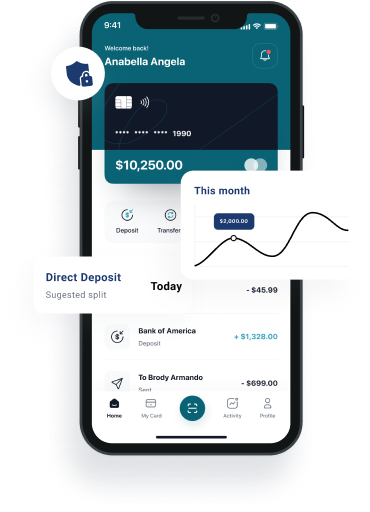 9:41
Welcome back!
Anabella Angela
**** **** **** 1990
$10,250.00
This month
$2,000.00
Deposit
Transfer
Direct Deposit
Sugested split
Today
- $45.99
Bank of America
Deposit
+ $1,328.00
To Brody Armando
Sent
- $699.00
Home
My Card
Activity
Profile